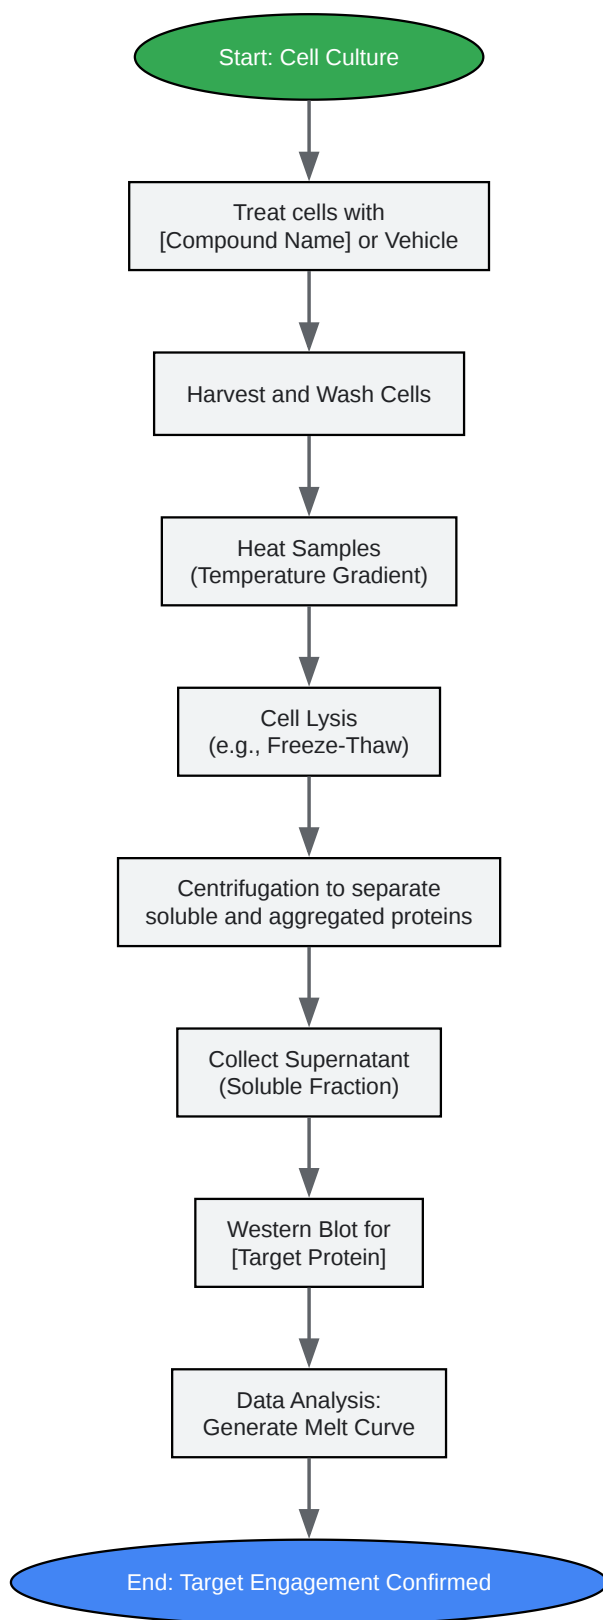 Start: Cell Culture
Treat cells with
[Compound Name] or Vehicle
Harvest and Wash Cells
Heat Samples
(Temperature Gradient)
Cell Lysis
(e.g., Freeze-Thaw)
Centrifugation to separate
soluble and aggregated proteins
Collect Supernatant
(Soluble Fraction)
Western Blot for
[Target Protein]
Data Analysis:
Generate Melt Curve
End: Target Engagement Confirmed